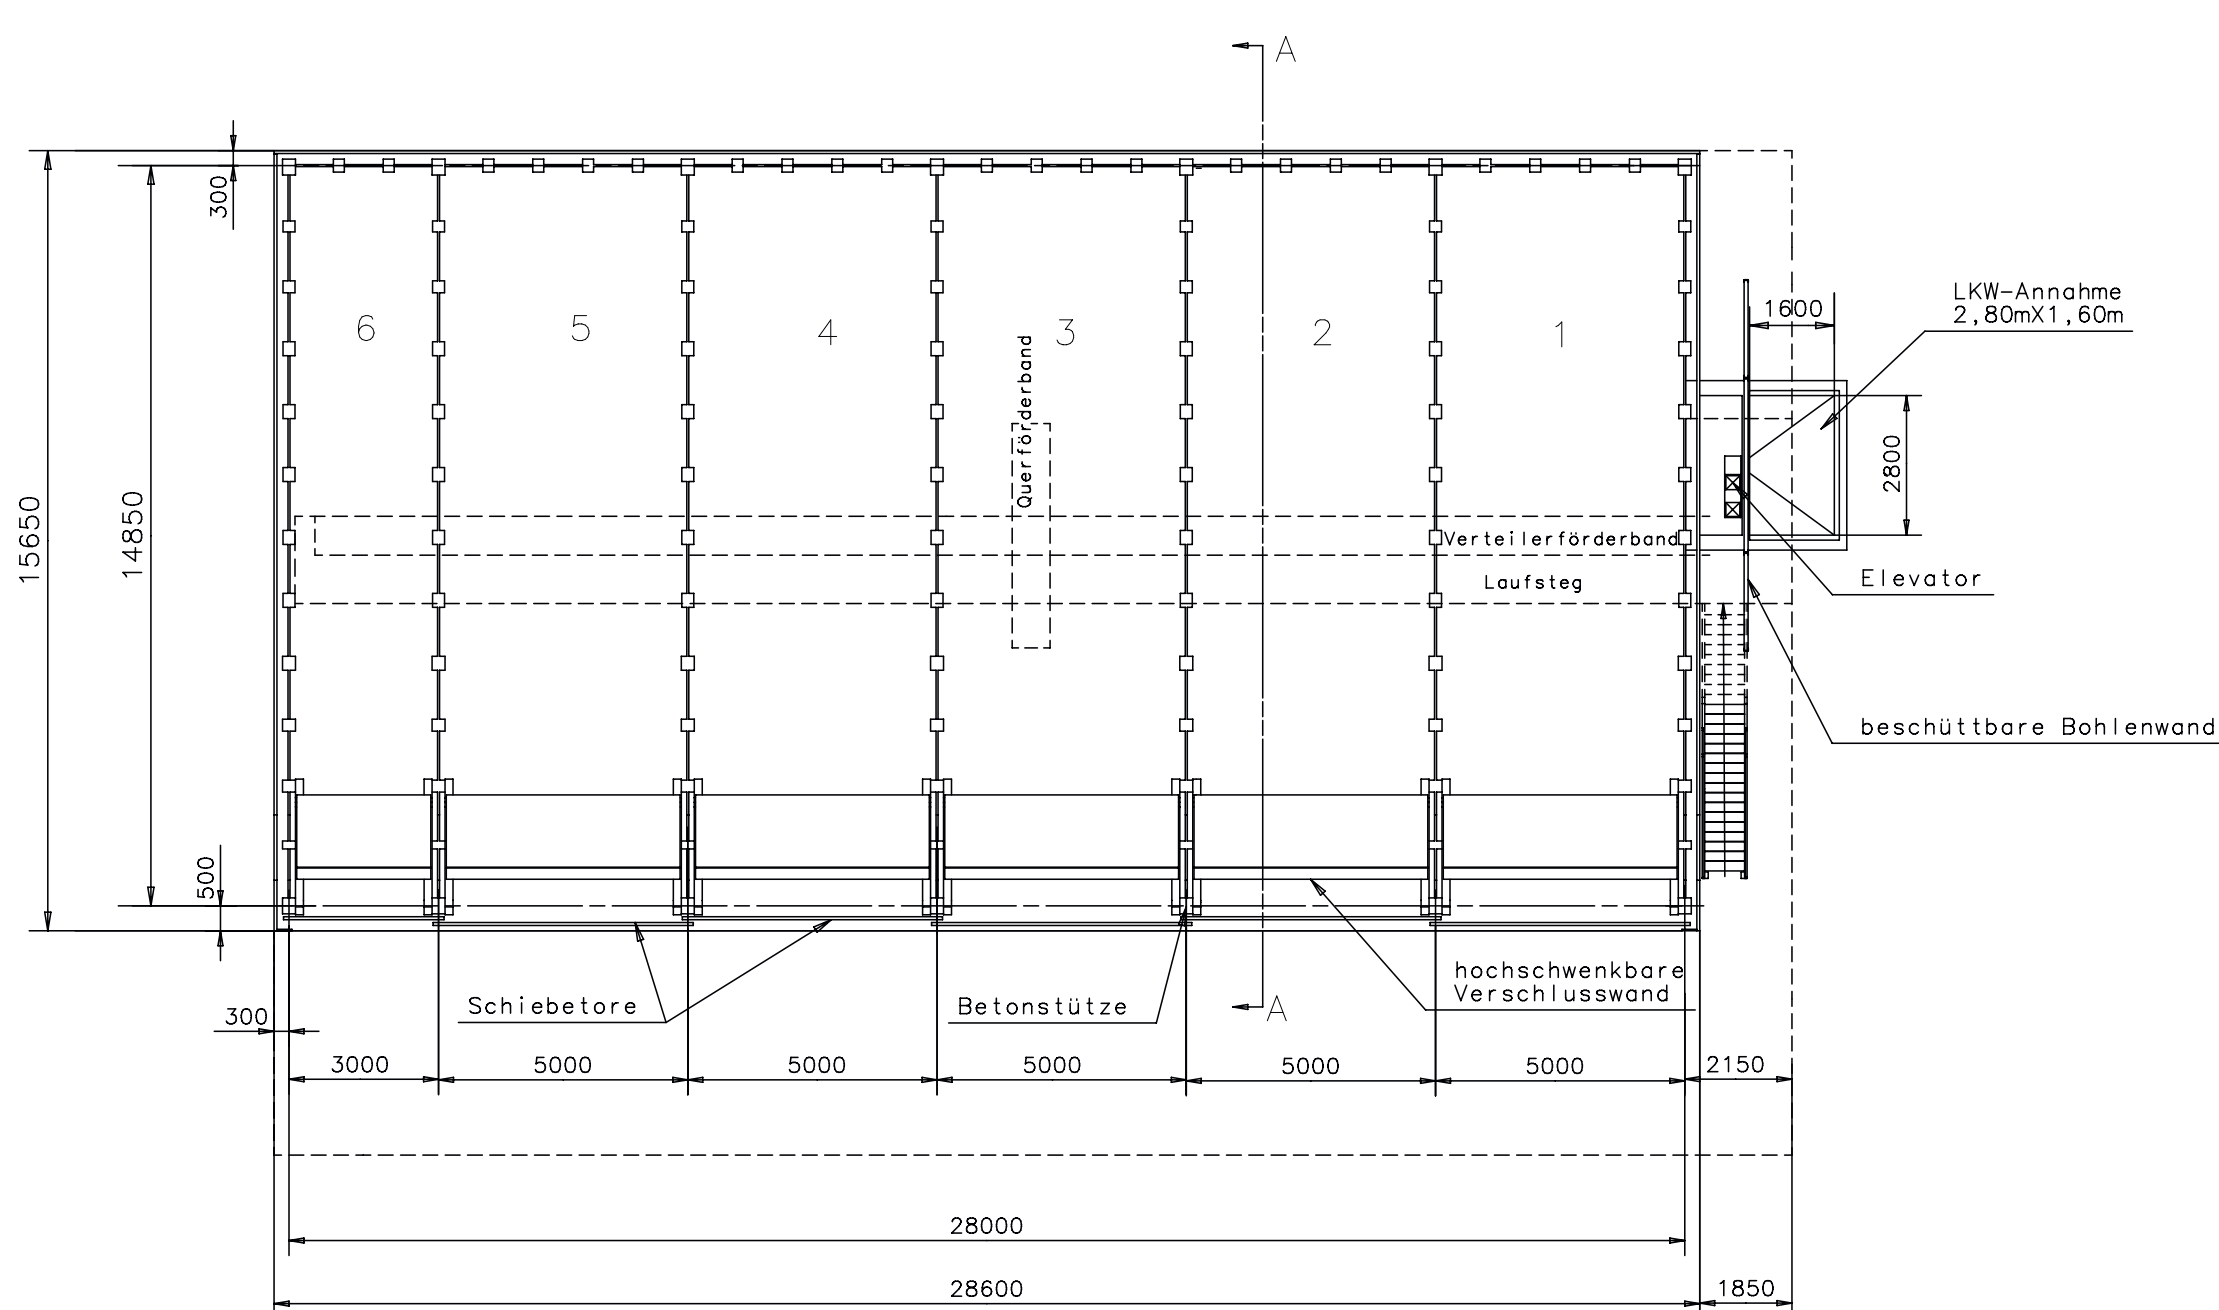 A
300
LKW-Annahme
2,80mX1,60m
1600
6
5
4
3
2
1
Querförderband
2800
15650
14850
Verteilerförderband
Laufsteg
Elevator
beschüttbare Bohlenwand
500
hochschwenkbare
Verschlusswand
Schiebetore
Betonstütze
A
300
3000
5000
5000
5000
5000
5000
2150
28000
28600
1850